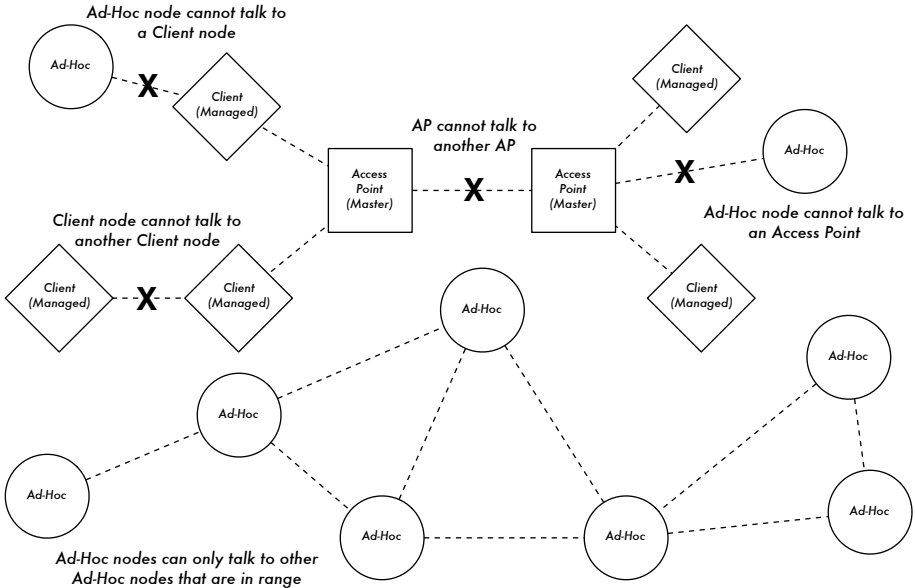 Ad-Hoc node cannot talk to
a Client node
Ad-Hoc
X
Client
(Managed)
Client
(Managed)
AP cannot talk to
another AP
Access
Point
(Master)
X
Access
Point
(Master)
X
Ad-Hoc
Ad-Hoc node cannot talk to
an Access Point
Client node cannot talk to
another Client node
Client
(Managed)
X
Client
(Managed)
Client
(Managed)
Ad-Hoc
Ad-Hoc
Ad-Hoc
Ad-Hoc
Ad-Hoc
Ad-Hoc
Ad-Hoc
Ad-Hoc nodes can only talk to other
Ad-Hoc nodes that are in range